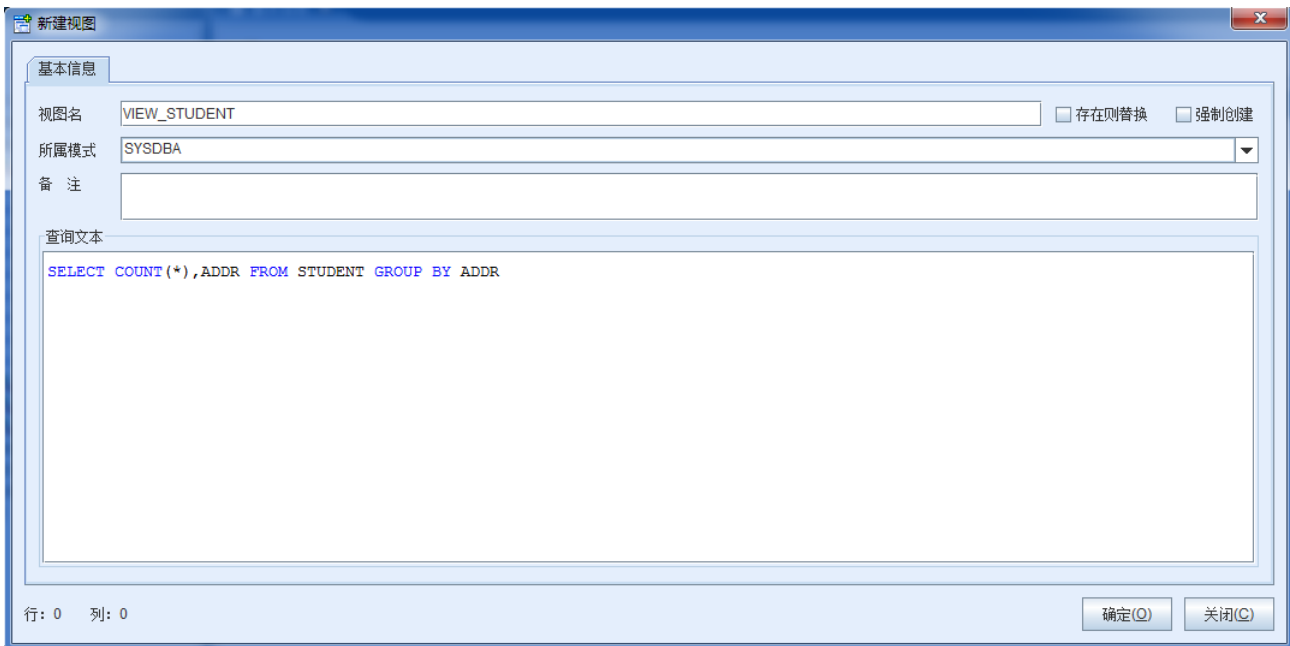 新建视图
基本信息
视图名 VIEW_STUDENT 存在则替换 强制创建
所属模式 SYSDBA
备 注
查询文本
SELECT COUNT(*),ADDR FROM STUDENT GROUP BY ADDR
行: 0 列: 0 确定(O) 关闭(C)